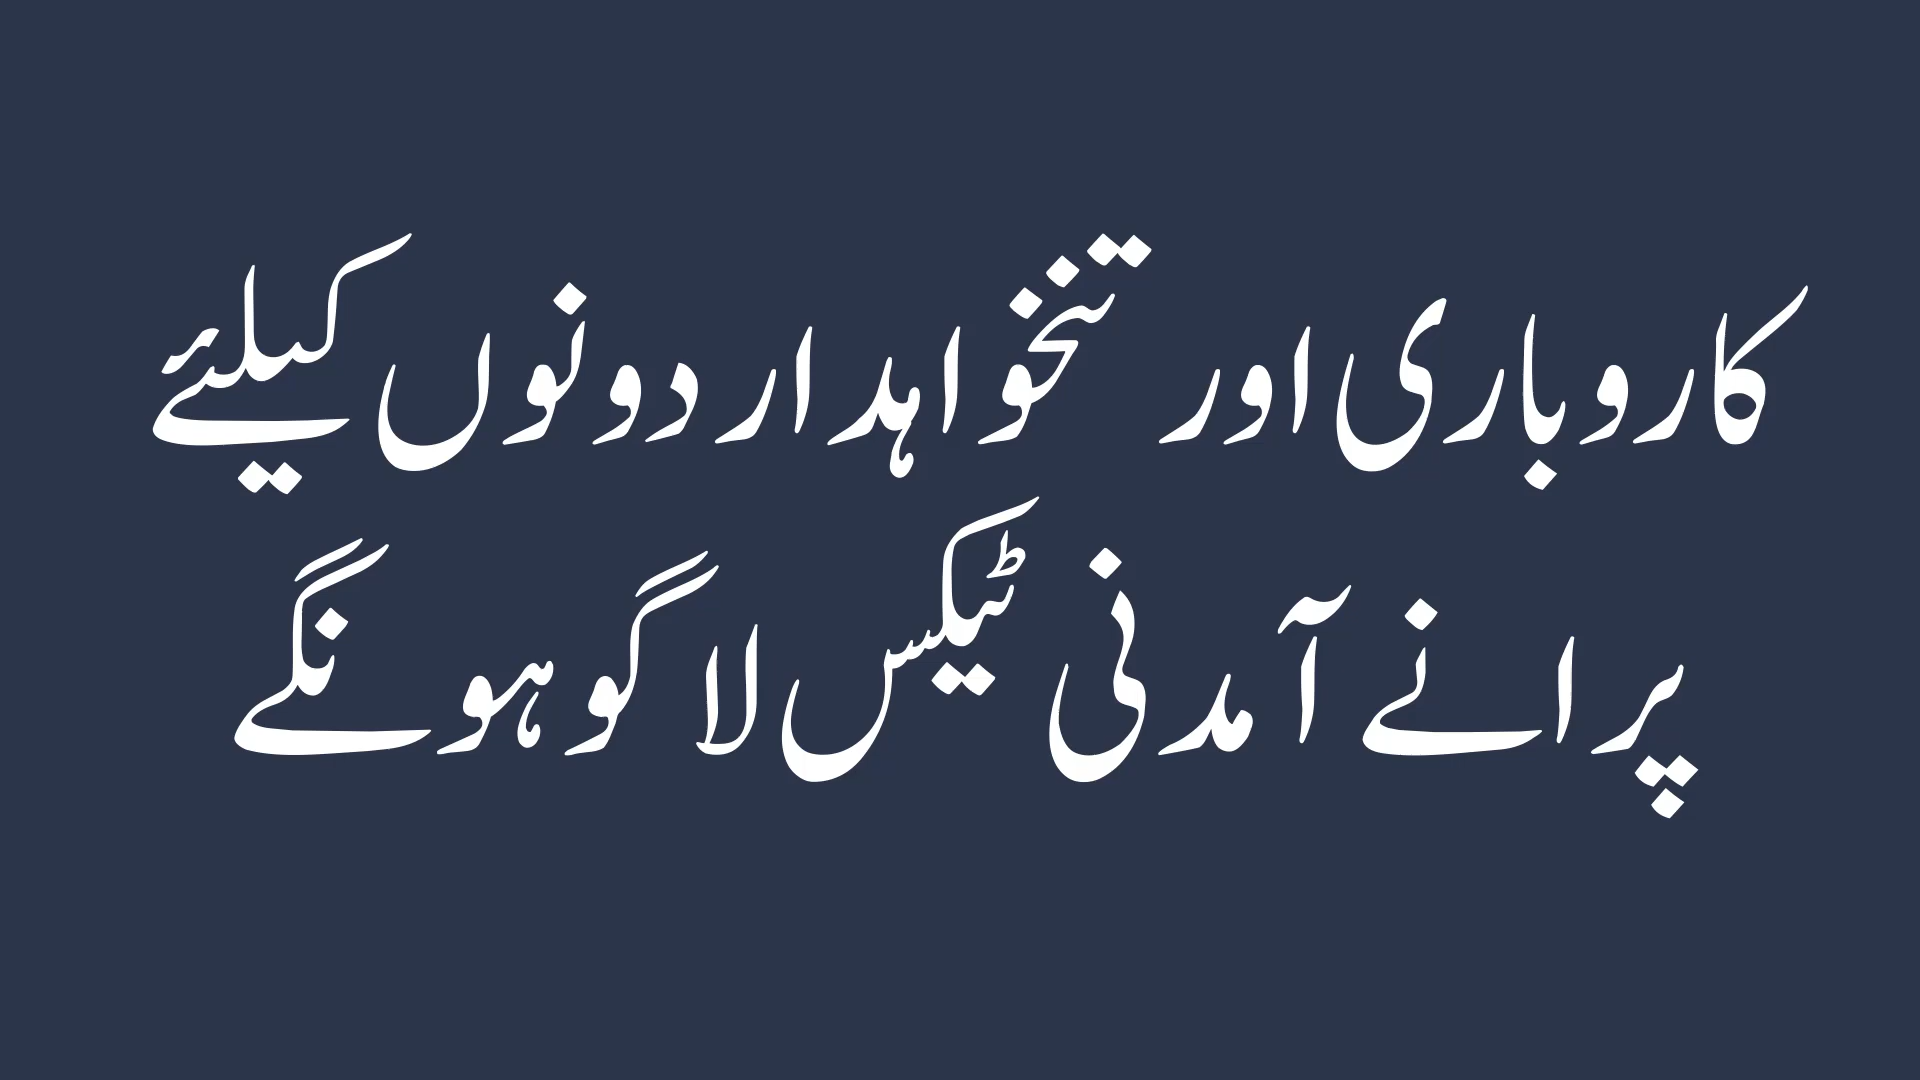 کاروباری اور تنخواہدار دونوں کیلئے
پرانے آمدنی ٹیکس لاگو ہونگے